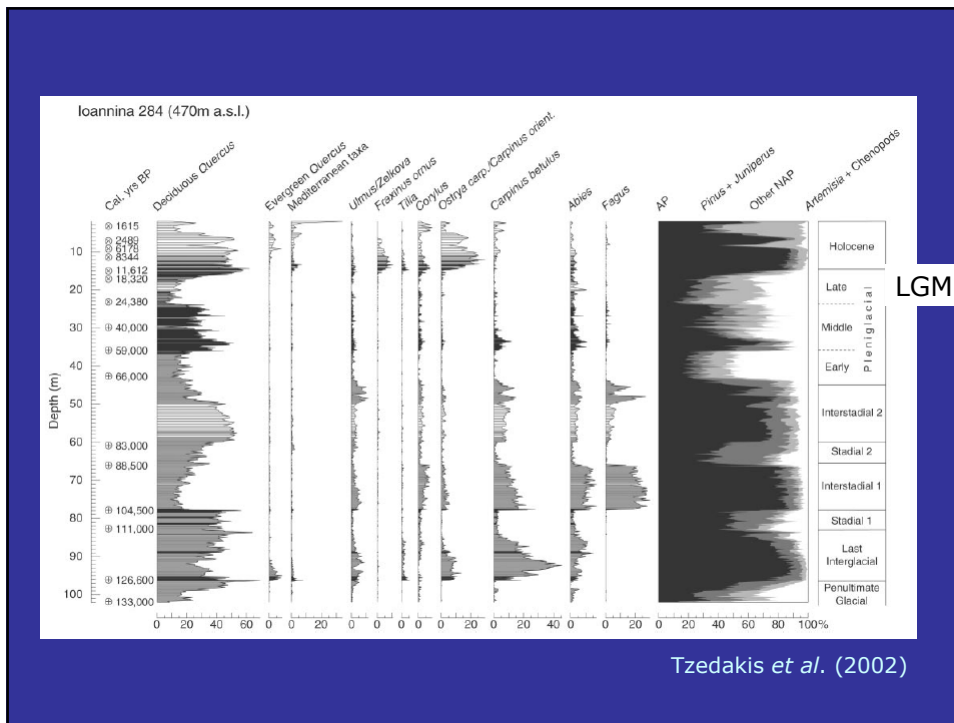 Ioannina 284 (470m a.s.l.)
Cal. yrs BP
Deciduous Quercus
Evergreen Quercus
Mediterranean taxa
Ulmus/Zelkova
Fraxinus ornus
Tilia
Corylus
Ostrya carp./Carpinus orient.
Carpinus betulus
Abies
Fagus
AP
Pinus + Juniperus
Other NAP
Artemisia + Chenopods
Depth (m)
10
20
30
40
50
60
70
80
90
100
1615
2489
6178
8344
11,612
18,320
24,380
40,000
59,000
66,000
83,000
88,500
104,500
111,000
126,600
133,000
Holocene
Late
Middle
Early
Pleniglacial
LGM
Interstadial 2
Stadial 2
Interstadial 1
Stadial 1
Last
Interglacial
Penultimate
Glacial
0 20 40 60 0 0 20 0 0 0 0 0 20 0 20 40 0 0 20 0 20 40 60 80 100%
Tzedakis et al. (2002)